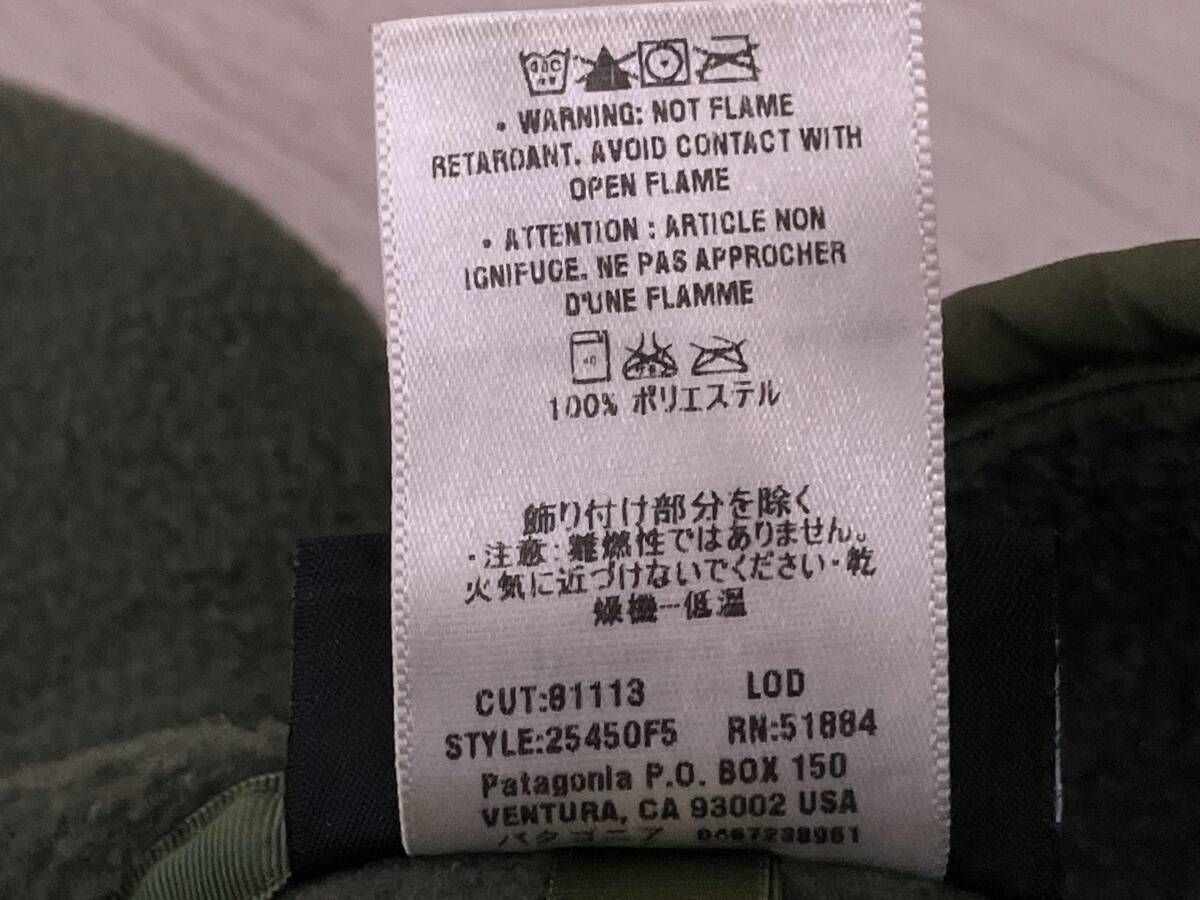 • WARNING: NOT FLAME
RETARDANT. AVOID CONTACT WITH
OPEN FLAME
• ATTENTION : ARTICLE NON
IGNIFUGE. NE PAS APPROCHER
D'UNE FLAMME
40
100% ポリエステル
飾り付け部分を除く
・注意:難燃性ではありません。
火気に近づけないでください・乾
燥機ー低温
CUT:81113 LOD
STYLE:25450F5 RN:51884
Patagonia P.O. BOX 150
VENTURA, CA 93002 USA
パタゴニア 0467238961